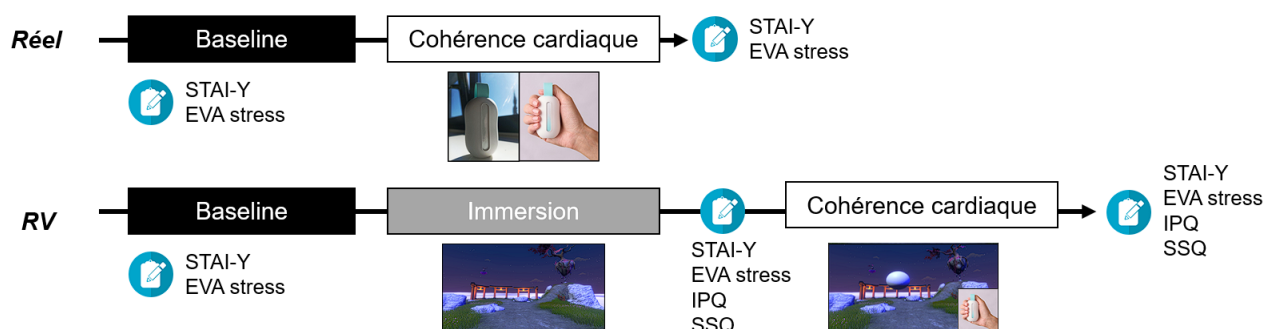 Réel
Baseline
Cohérence cardiaque
STAI-Y
EVA stress
STAI-Y
EVA stress
RV
Baseline
Immersion
Cohérence cardiaque
STAI-Y
EVA stress
IPQ
SSQ
STAI-Y
EVA stress
STAI-Y
EVA stress
IPQ
SSQ